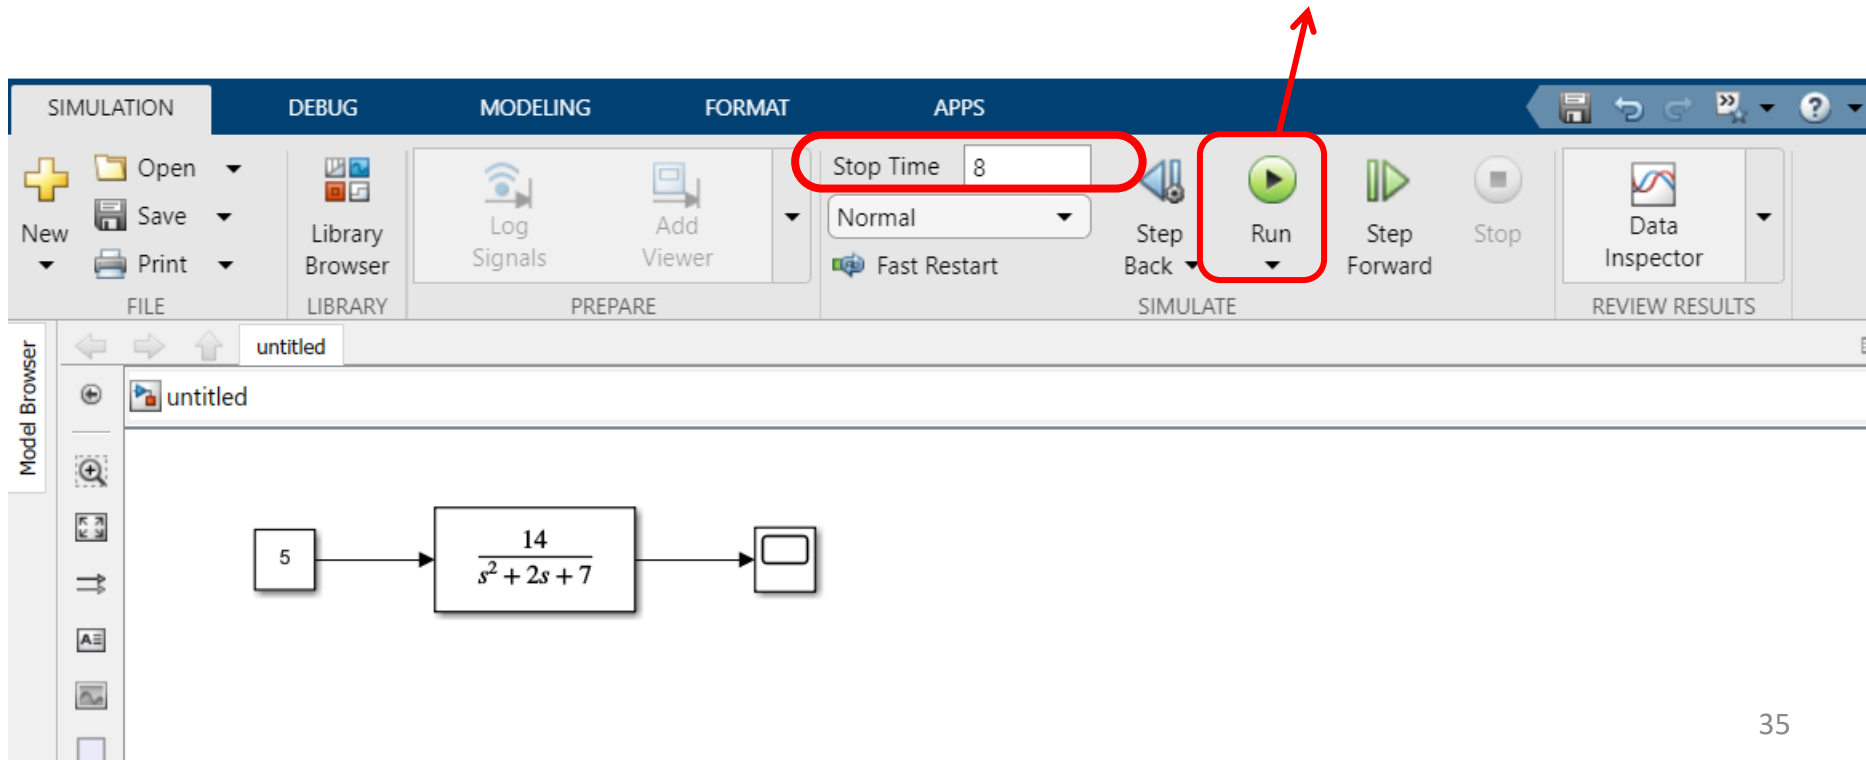 SIMULATION DEBUG MODELING FORMAT APPS
New
Open
Save
Print
FILE
Library
Browser
LIBRARY
Log
Signals
Add
Viewer
PREPARE
Stop Time 8
Normal
Fast Restart
Step
Back
Run
Step
Forward
Stop
SIMULATE
Data
Inspector
REVIEW RESULTS
Model Browser
untitled
untitled
5
14
s² + 2s + 7
35